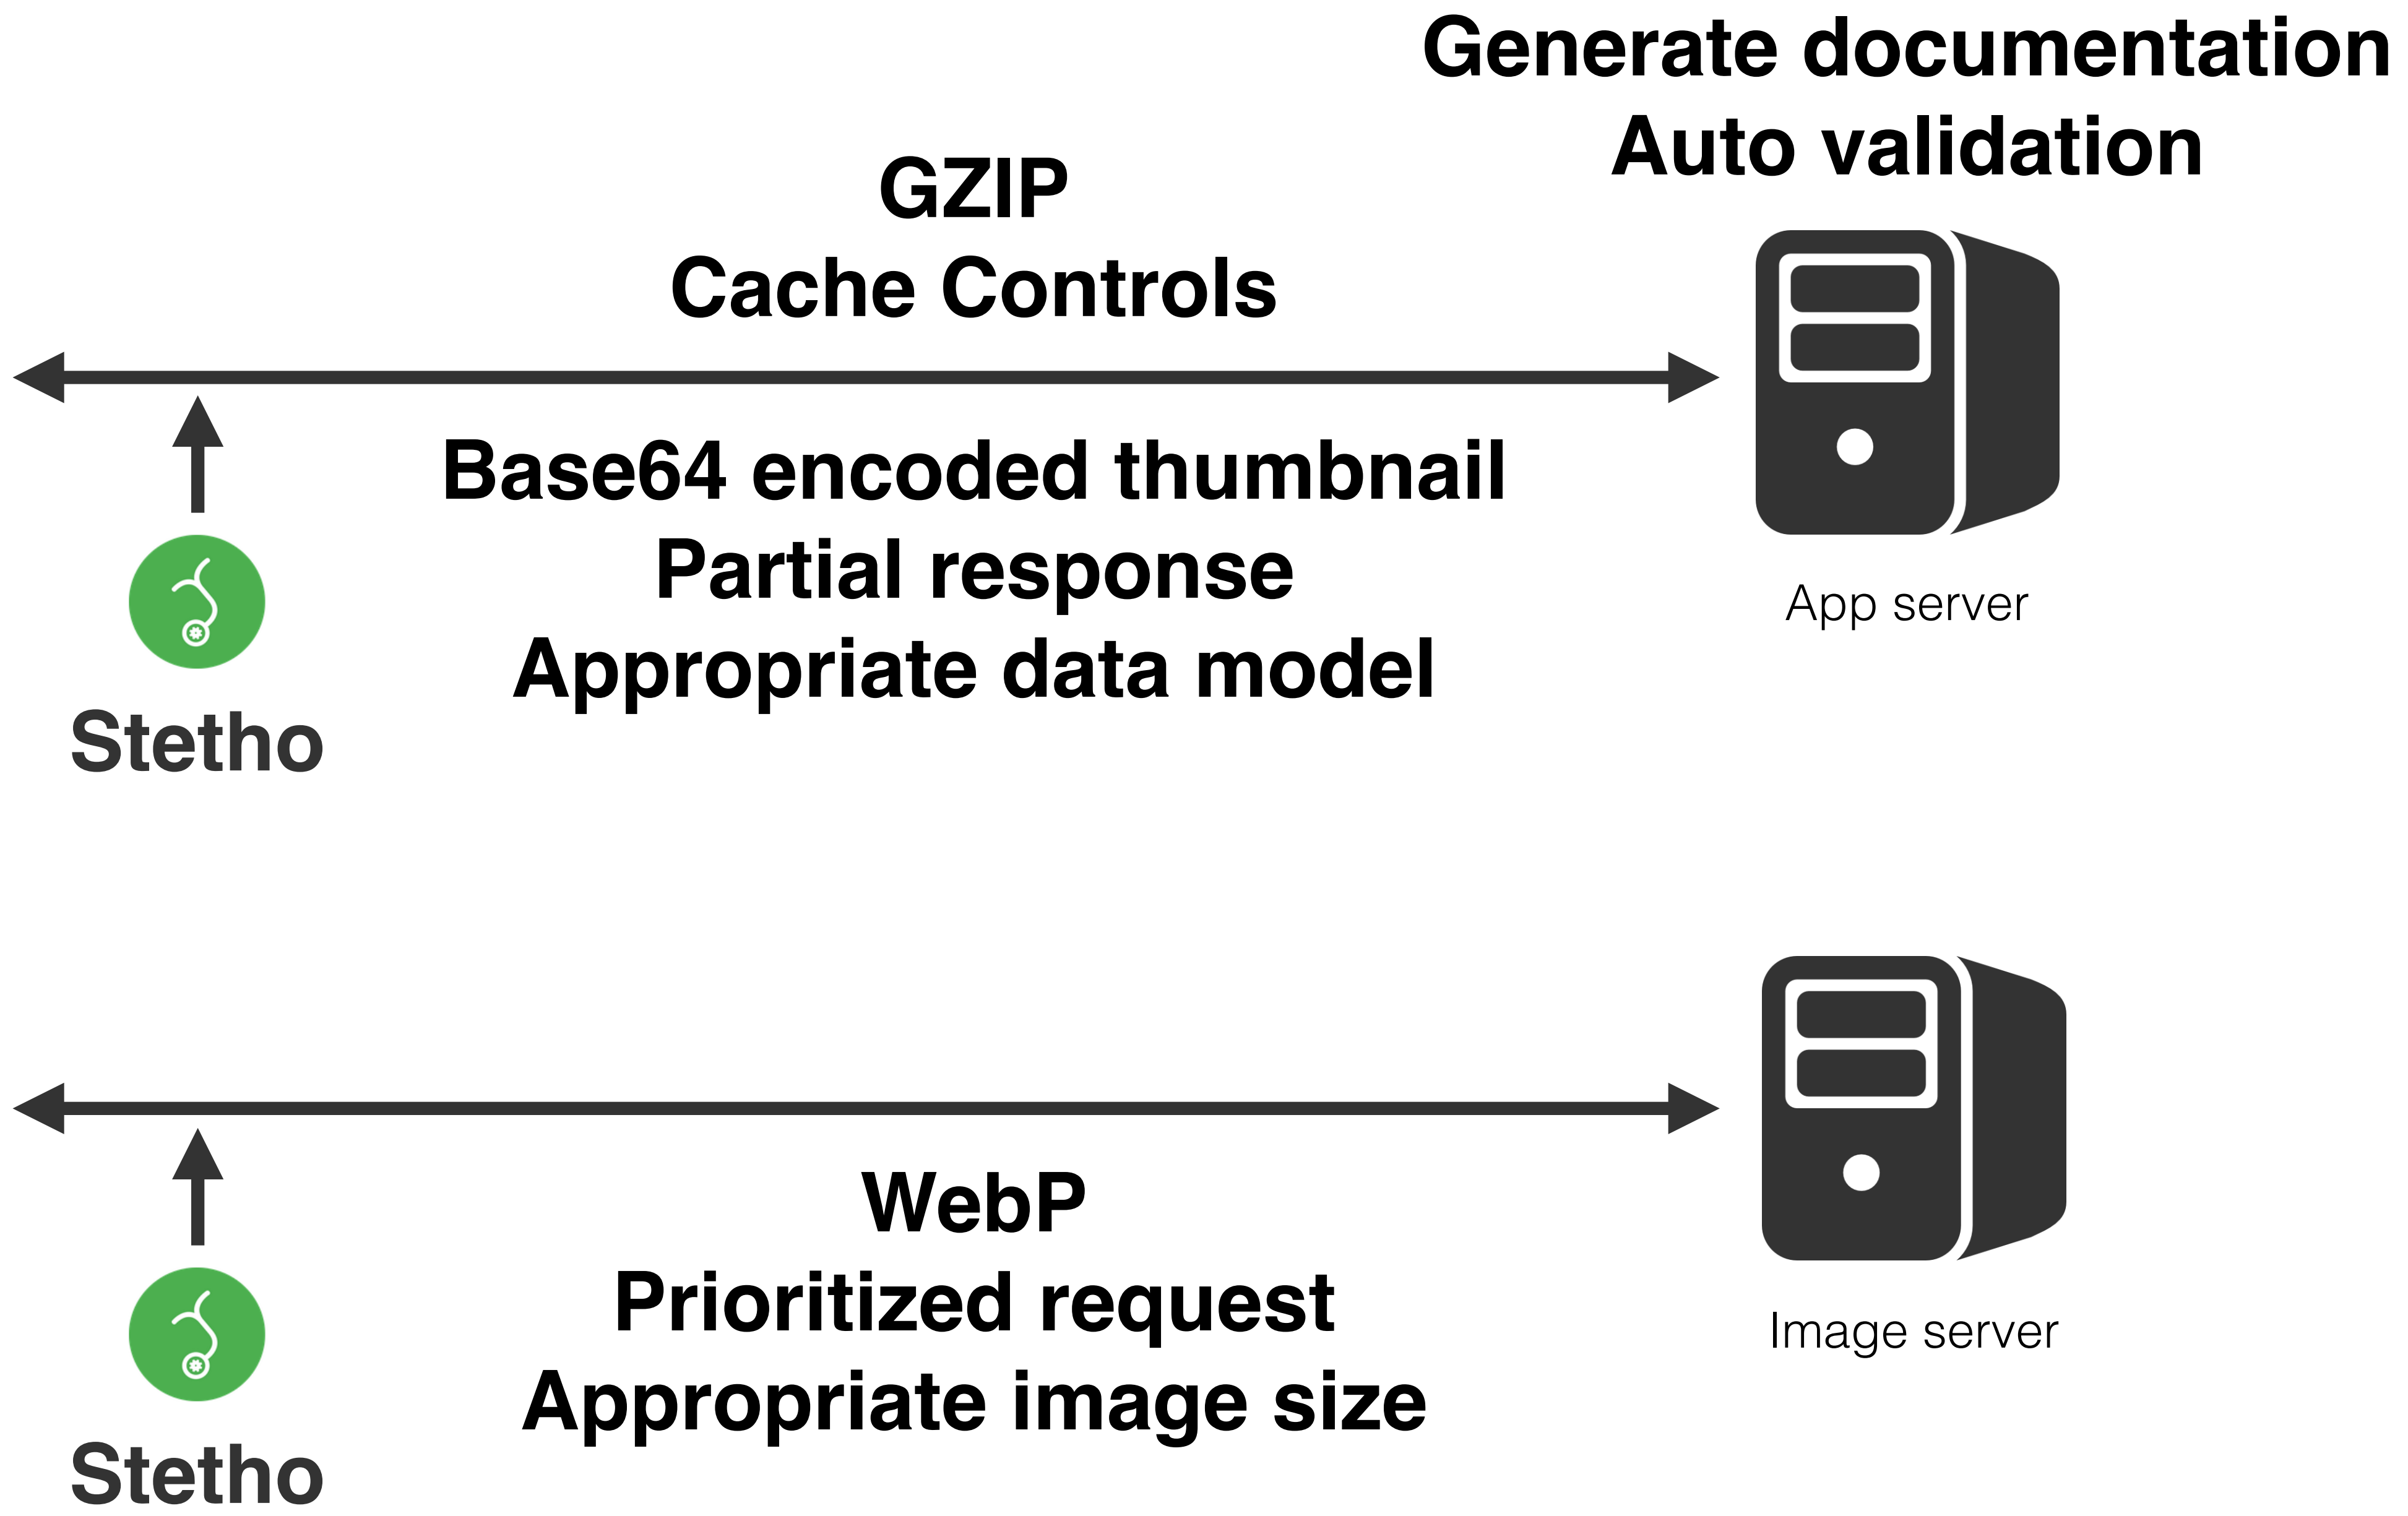 Generate documentation
Auto validation
GZIP
Cache Controls
Base64 encoded thumbnail
Partial response
Appropriate data model
App server
Stetho
WebP
Prioritized request
Appropriate image size
Image server
Stetho